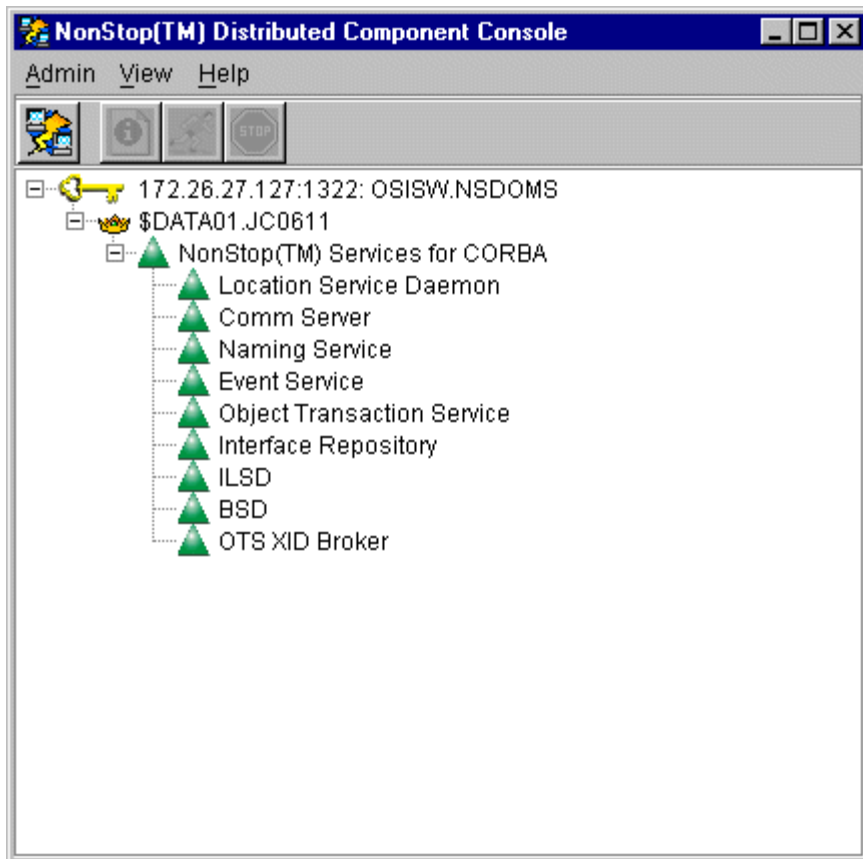 NonStop(TM) Distributed Component Console
Admin View Help
STOP
172.26.27.127:1322: OSISW.NSDOMS
$DATA01.JC0611
NonStop(TM) Services for CORBA
Location Service Daemon
Comm Server
Naming Service
Event Service
Object Transaction Service
Interface Repository
ILSD
BSD
OTS XID Broker